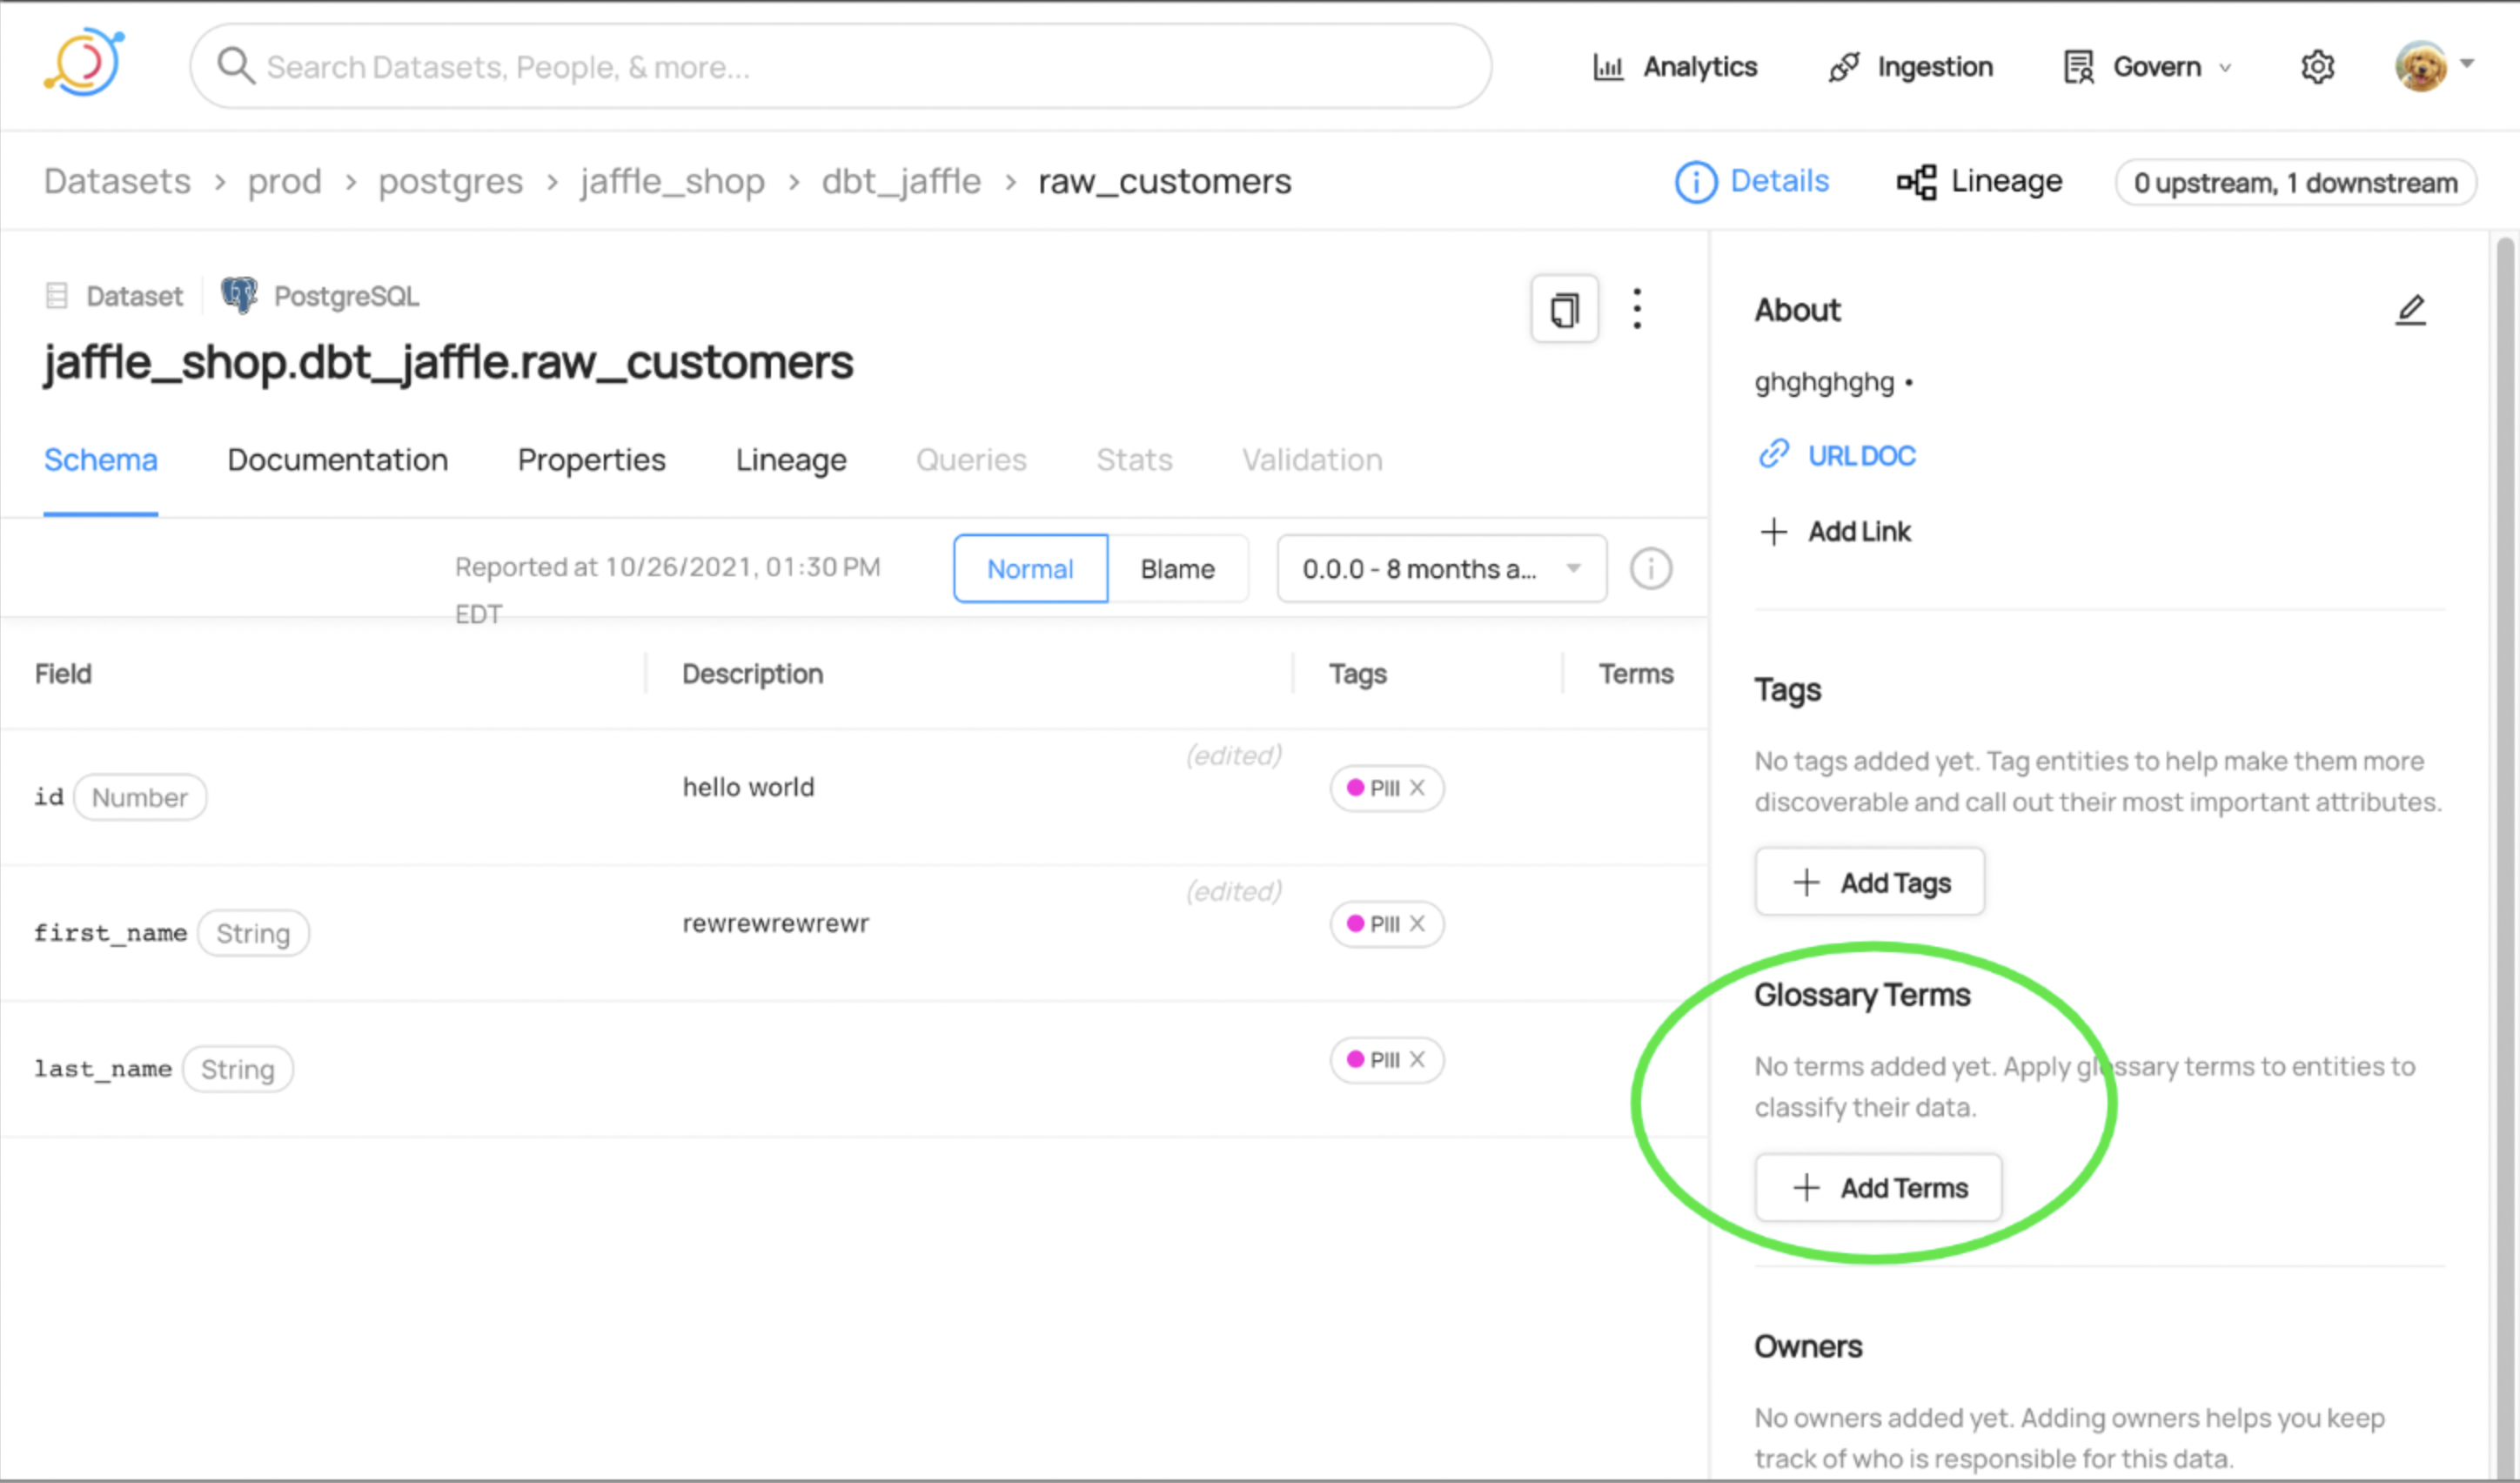 Search Datasets, People, & more...
Analytics
Ingestion
Govern
Datasets > prod > postgres > jaffle_shop > dbt_jaffle > raw_customers
Details
Lineage
0 upstream, 1 downstream
Dataset
PostgreSQL
jaffle_shop.dbt_jaffle.raw_customers
Schema Documentation Properties Lineage Queries Stats Validation
Reported at 10/26/2021, 01:30 PM
EDT
Normal Blame
0.0.0 - 8 months a...
Field Description Tags Terms
id Number hello world (edited) PIII X
first_name String rewrewrewrewr (edited) PIII X
last_name String PIII X
About
ghghghghg •
URL DOC
+ Add Link
Tags
No tags added yet. Tag entities to help make them more
discoverable and call out their most important attributes.
+ Add Tags
Glossary Terms
No terms added yet. Apply glossary terms to entities to
classify their data.
+ Add Terms
Owners
No owners added yet. Adding owners helps you keep
track of who is responsible for this data.